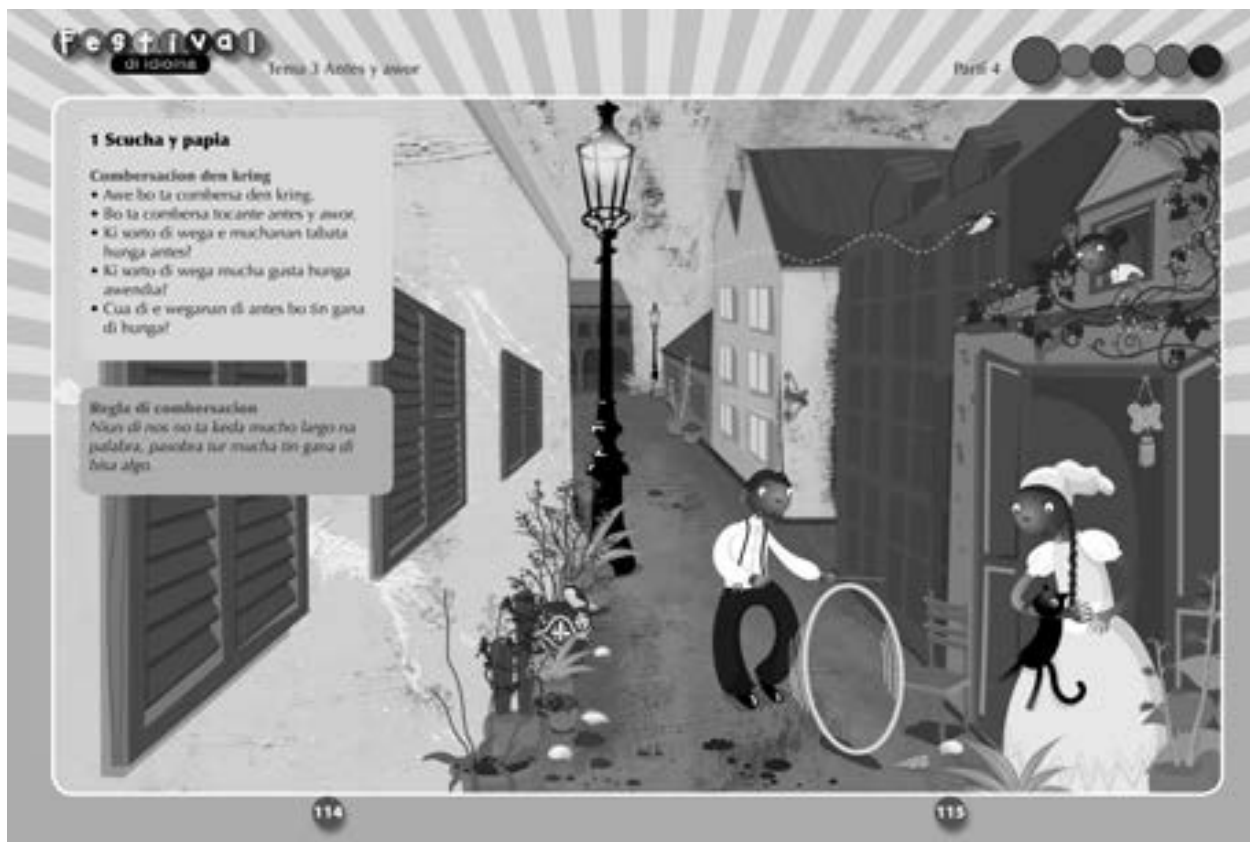 Festival
di idioma
Tema 3 Antes y awor
Parti 4
1 Scucha y papia
Combersacion den kring
• Awe bo ta combersa den kring.
• Bo ta combersa tocante antes y awor.
• Ki sorto di wega e muchanan tabata
hunga antes?
• Ki sorto di wega mucha gusta hunga
awendia?
• Cua di e weganan di antes bo tin gana
di hunga?
Regla di combersacion
Niun di nos no ta keda mucho largo na
palabra, pasobra tur mucha tin gana di
bisa algo.
114
115